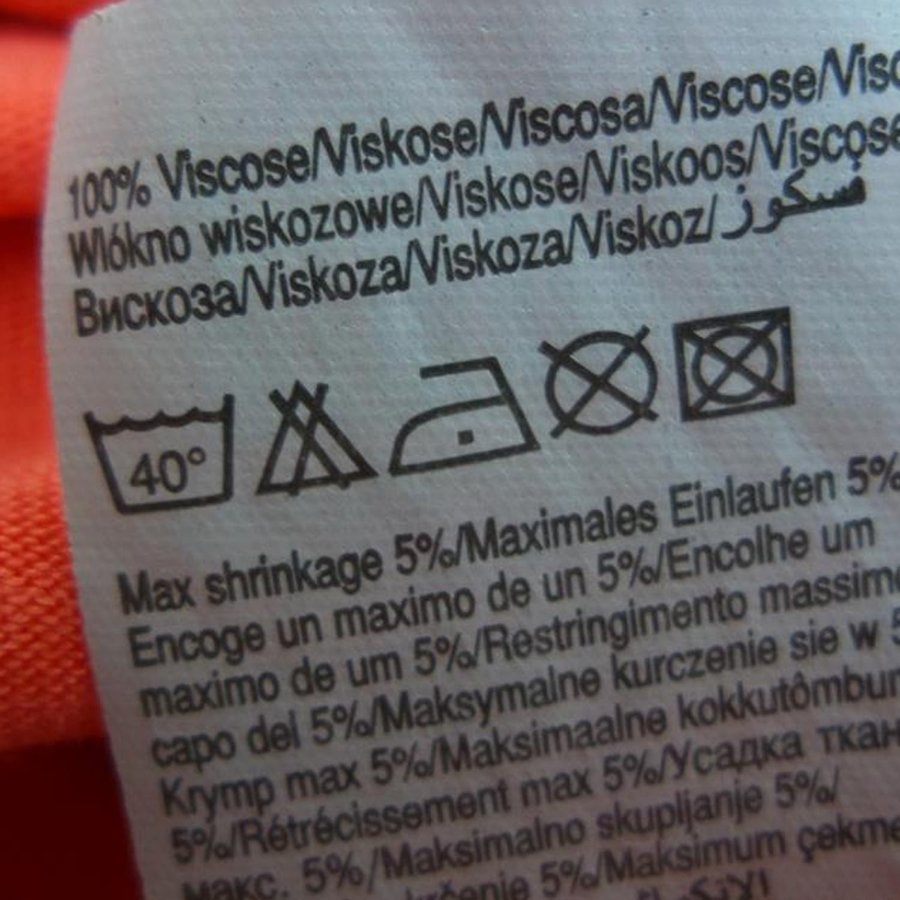 100% Viscose/Viskose/Viscosa/Viscose/Visc
Wlókno wiskozowe/Viskose/Viskoos/Viscose
Вискоза/Viskoza/Viskoza/Viskoz/فسكوز
40°
Max shrinkage 5%/Maximales Einlaufen 5%
Encoge un maximo de un 5%/Encolhe um
maximo de um 5%/Restringimento massimo
capo del 5%/Maksymalne kurczenie sie w 5
Krymp max 5%/Maksimaalne kokkutômbum
5%/Rétrécissement max 5%/Усадка ткан
макс. 5%/Maksimalno skupljanje 5%/
5%/Maksimum çekme